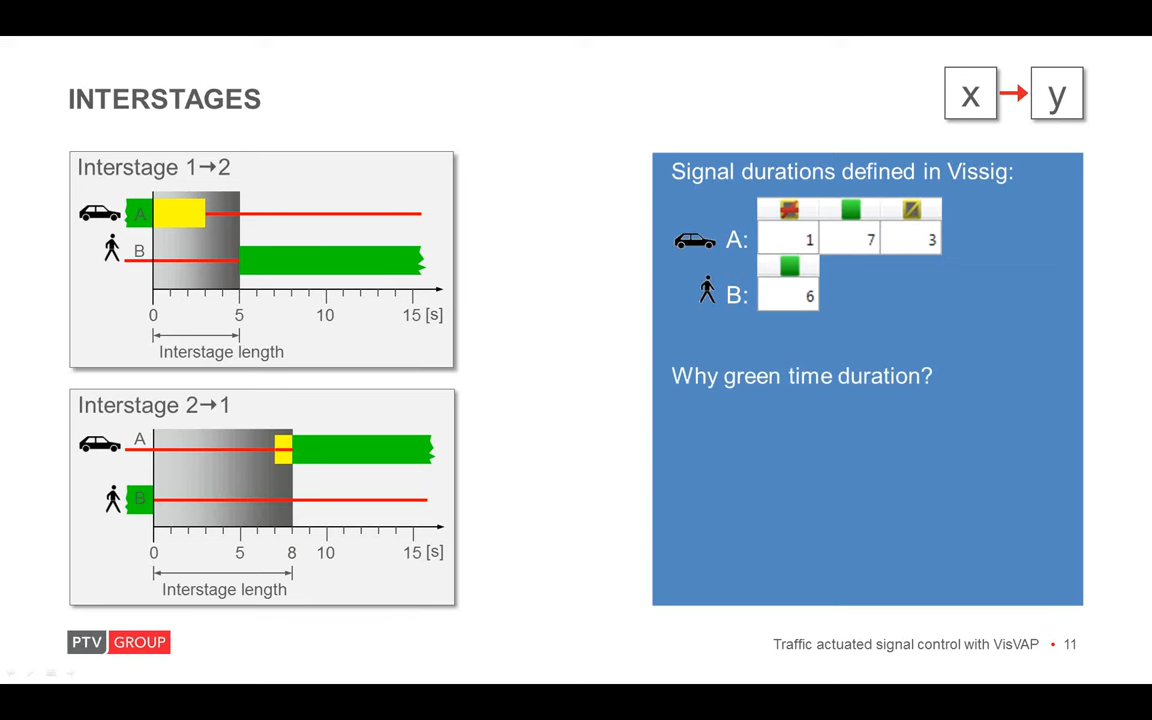 INTERSTAGES
x → y
Interstage 1→2
A
B
0 5 10 15 [s]
Interstage length
Interstage 2→1
A
B
0 5 8 10 15 [s]
Interstage length
Signal durations defined in Vissig:
A: 1 7 3
B: 6
Why green time duration?
PTV GROUP
Traffic actuated signal control with VisVAP • 11